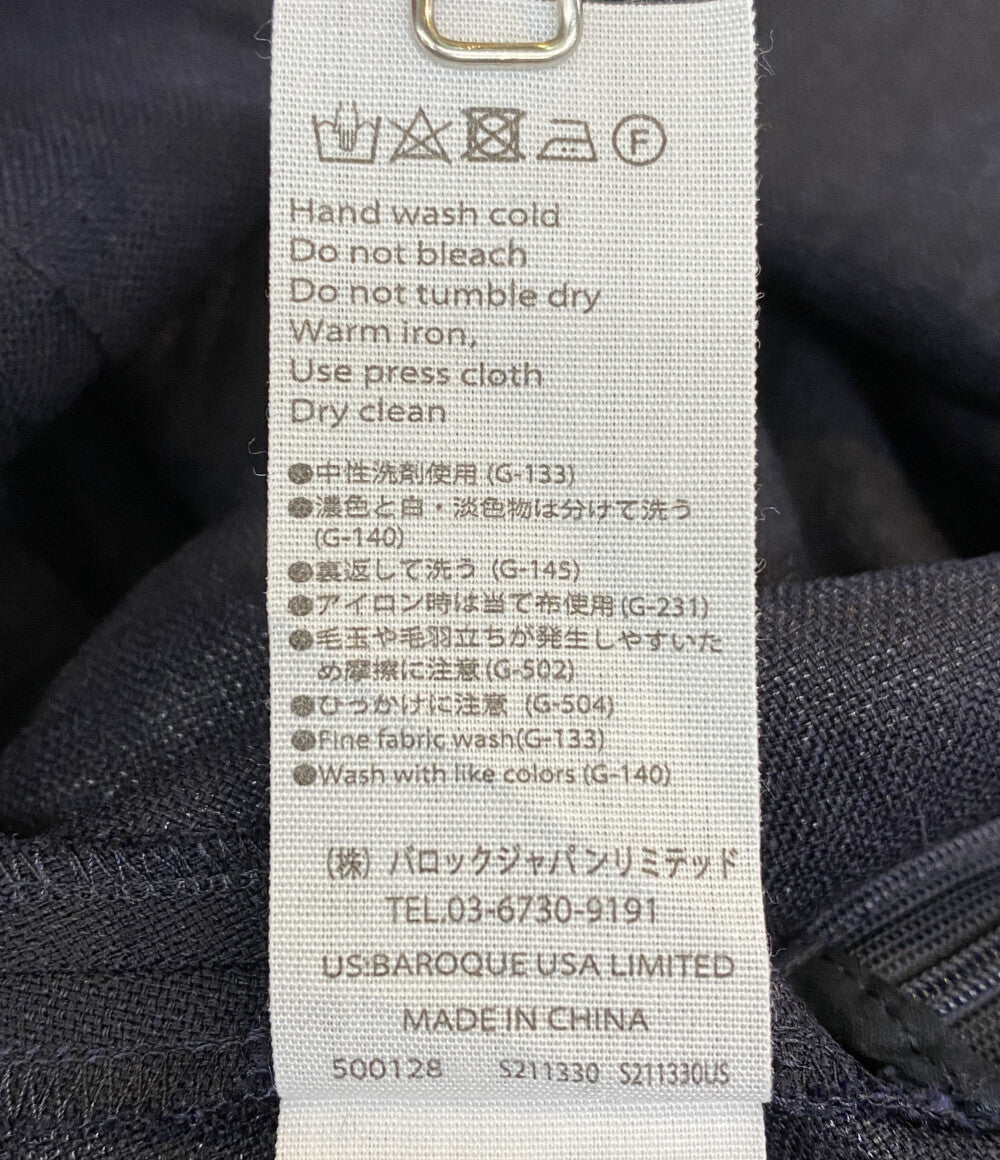 F
Hand wash cold
Do not bleach
Do not tumble dry
Warm iron,
Use press cloth
Dry clean
●中性洗剤使用 (G-133)
●濃色と白・淡色物は分けて洗う
(G-140)
●裏返して洗う (G-145)
●アイロン時は当て布使用 (G-231)
●毛玉や毛羽立ちが発生しやすいた
め摩擦に注意 (G-502)
●ひっかけに注意 (G-504)
●Fine fabric wash(G-133)
●Wash with like colors (G-140)
(株) バロックジャパンリミテッド
TEL.03-6730-9191
US:BAROQUE USA LIMITED
MADE IN CHINA
500128 S211330 S211330US